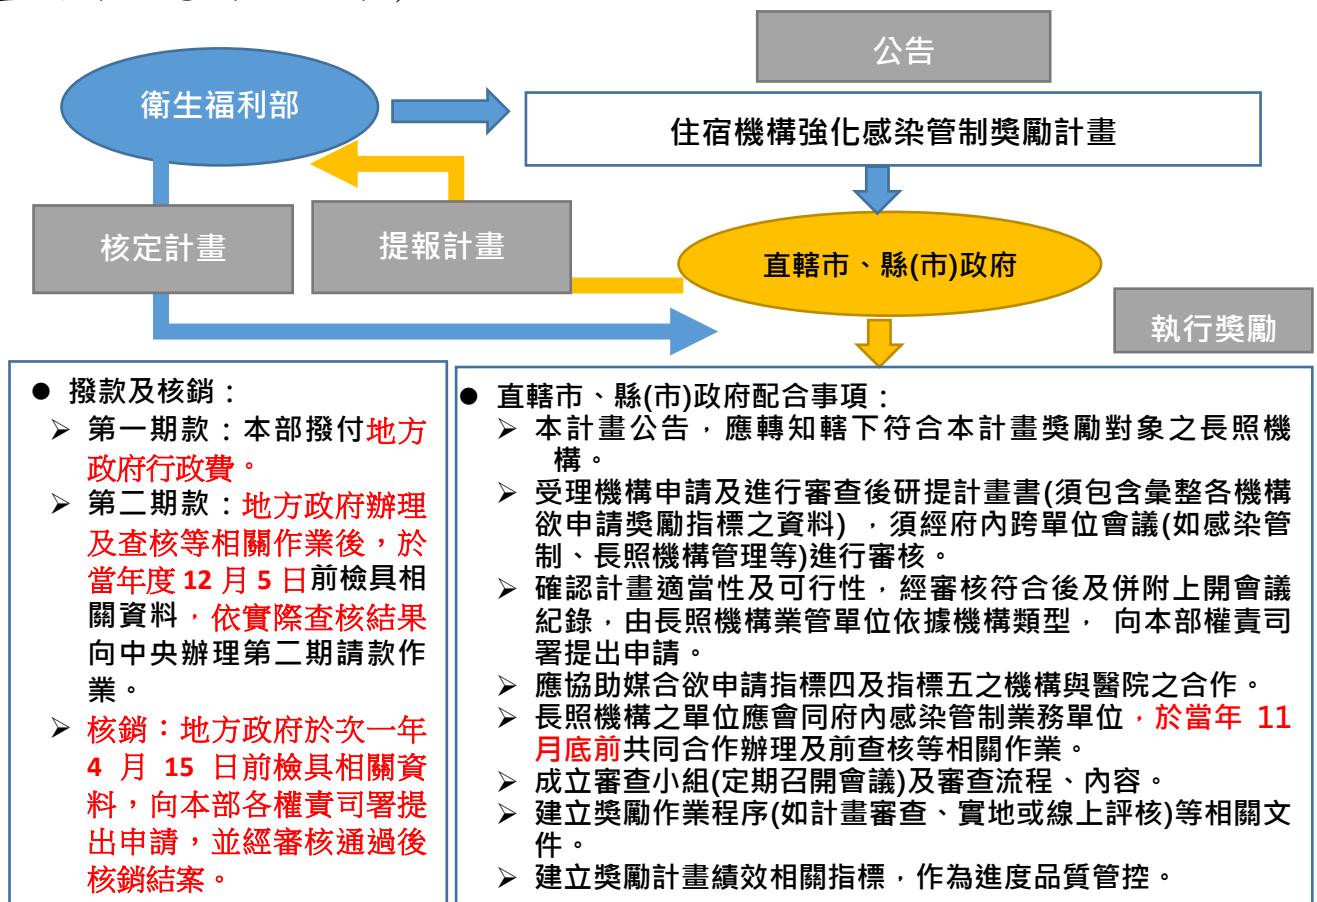 公告
衛生福利部
住宿機構強化感染管制獎勵計畫
核定計畫
提報計畫
直轄市、縣(市)政府
執行獎勵
● 撥款及核銷：
➢ 第一期款：本部撥付地方
政府行政費。
➢ 第二期款：地方政府辦理
及查核等相關作業後，於
當年度 12 月 5 日前檢具相
關資料，依實際查核結果
向中央辦理第二期請款作
業。
➢ 核銷：地方政府於次一年
4 月 15 日前檢具相關資
料，向本部各權責司署提
出申請，並經審核通過後
核銷結案。
● 直轄市、縣(市)政府配合事項：
➢ 本計畫公告，應轉知轄下符合本計畫獎勵對象之長照機
構。
➢ 受理機構申請及進行審查後研提計畫書(須包含彙整各機構
欲申請獎勵指標之資料) ，須經府內跨單位會議(如感染管
制、長照機構管理等)進行審核。
➢ 確認計畫適當性及可行性，經審核符合後及併附上開會議
紀錄，由長照機構業管單位依據機構類型， 向本部權責司
署提出申請。
➢ 應協助媒合欲申請指標四及指標五之機構與醫院之合作。
➢ 長照機構之單位應會同府內感染管制業務單位，於當年 11
月底前共同合作辦理及前查核等相關作業。
➢ 成立審查小組(定期召開會議)及審查流程、內容。
➢ 建立獎勵作業程序(如計畫審查、實地或線上評核)等相關文
件。
➢ 建立獎勵計畫績效相關指標，作為進度品質管控。